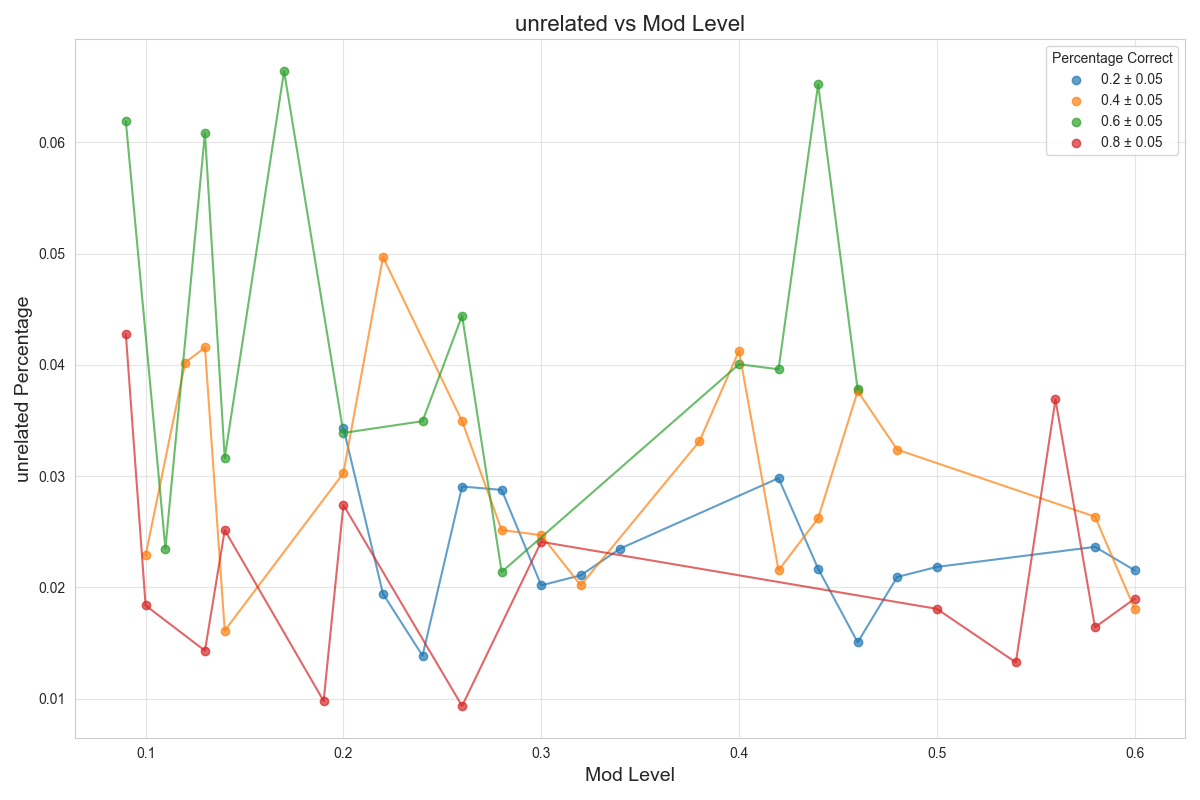 unrelated vs Mod Level
Percentage Correct
0.2 ± 0.05
0.4 ± 0.05
0.6 ± 0.05
0.8 ± 0.05
unrelated Percentage
0.06
0.05
0.04
0.03
0.02
0.01
0.1 0.2 0.3 0.4 0.5 0.6
Mod Level